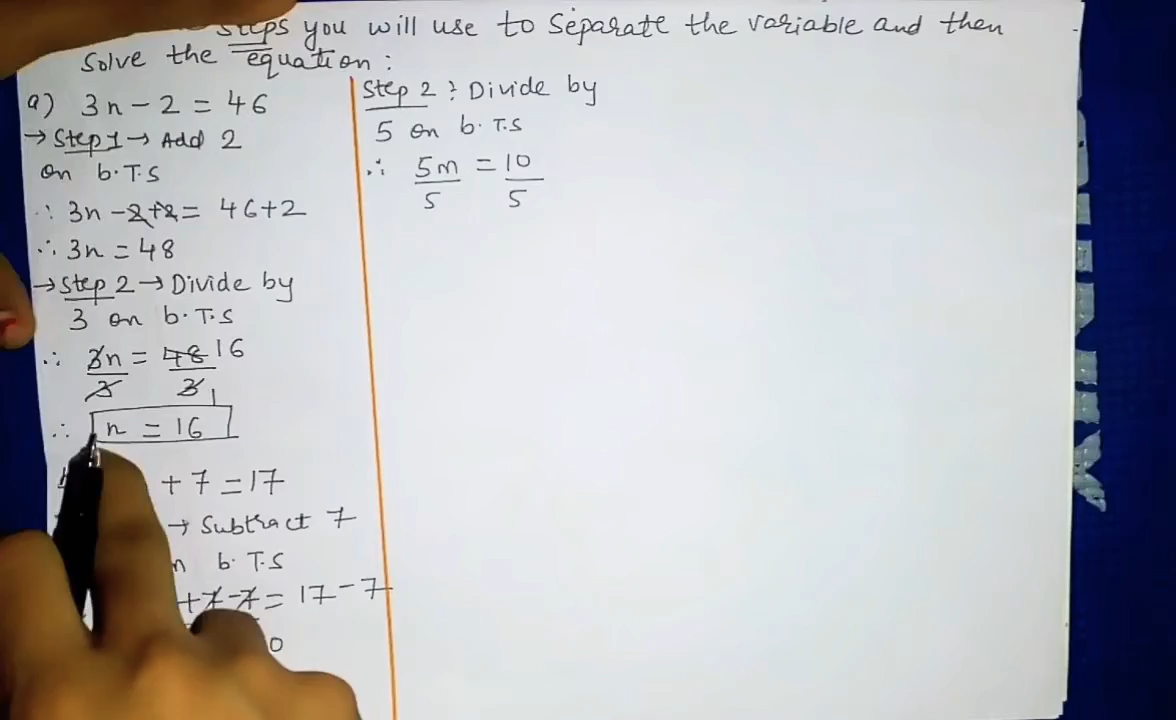 steps you will use to separate the variable and then
solve the equation :
a) 3n - 2 = 46
→ Step 1 → Add 2
on b.T.S
∴ 3n - 2 + 2 = 46+2
∴ 3n = 48
→ Step 2 → Divide by
3 on b.T.S
∴ 3n/3 = 48/3 16 1
∴ n = 16
+ 7 = 17
→ Subtract 7
b.T.S
+7-7 = 17-7
0
Step 2 : Divide by
5 on b.T.S
∴ 5m/5 = 10/5